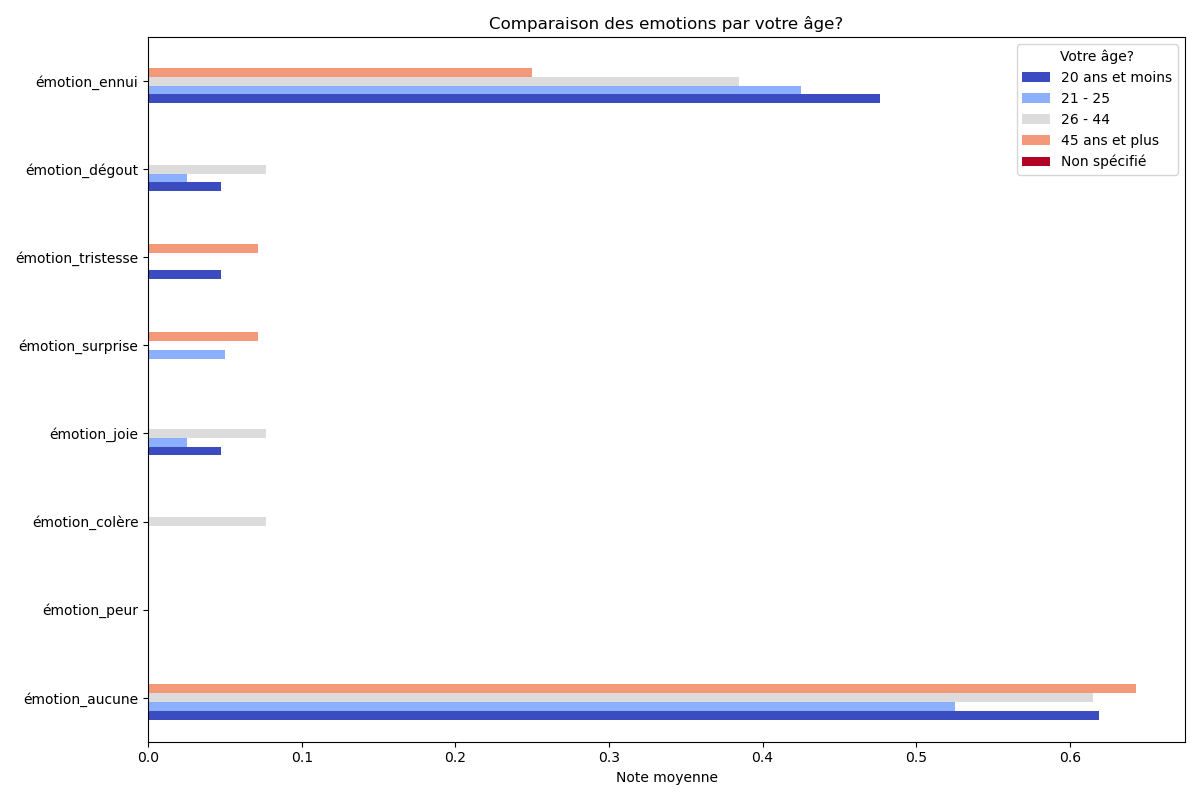 Comparaison des emotions par votre âge?
Votre âge?
20 ans et moins
21 - 25
26 - 44
45 ans et plus
Non spécifié
émotion_ennui
émotion_dégout
émotion_tristesse
émotion_surprise
émotion_joie
émotion_colère
émotion_peur
émotion_aucune
0.0 0.1 0.2 0.3 0.4 0.5 0.6
Note moyenne